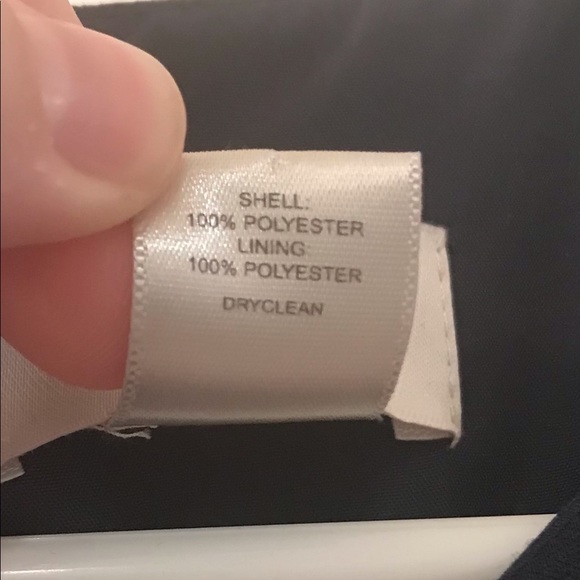 SHELL:
100% POLYESTER
LINING:
100% POLYESTER
DRYCLEAN